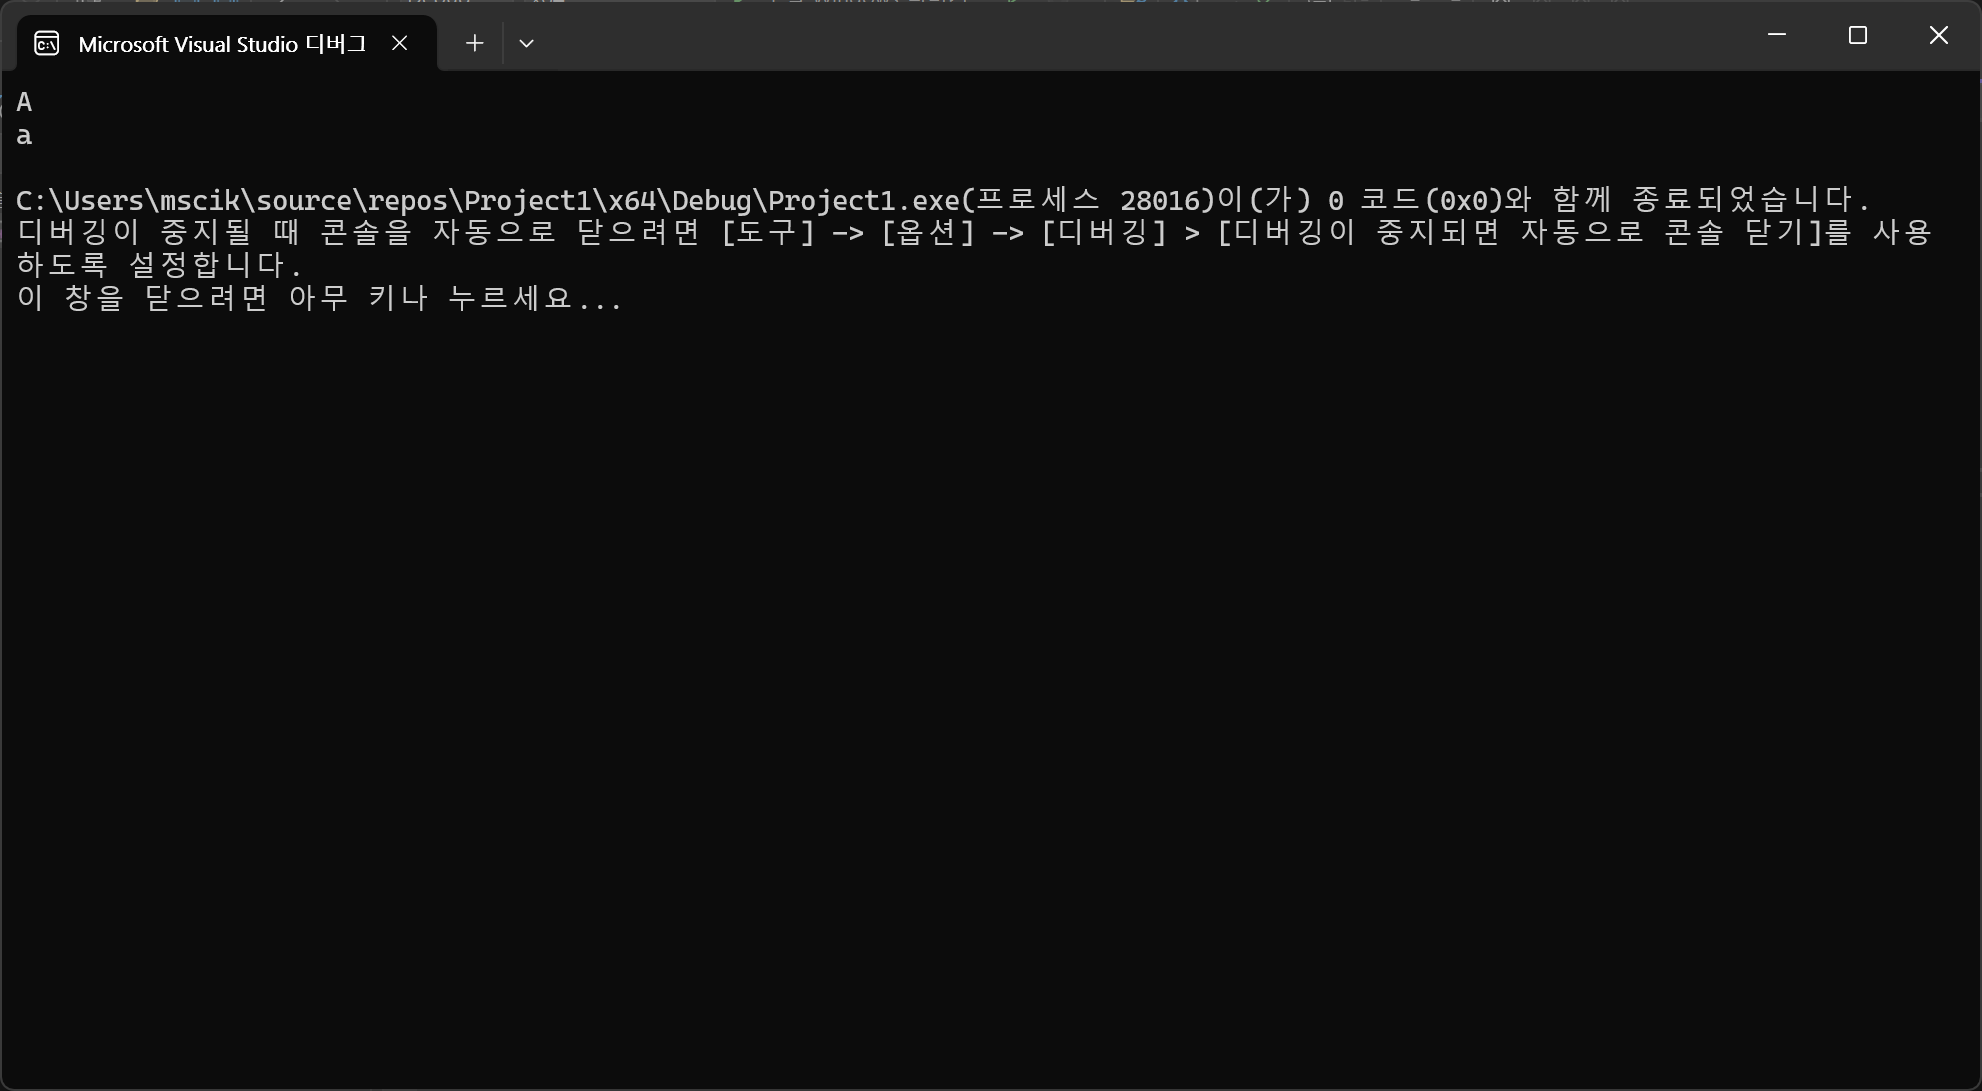 Microsoft Visual Studio 디버그
A
a
C:\Users\mscik\source\repos\Project1\x64\Debug\Project1.exe(프로세스 28016)이(가) 0 코드(0x0)와 함께 종료되었습니다.
디버깅이 중지될 때 콘솔을 자동으로 닫으려면 [도구] -> [옵션] -> [디버깅] > [디버깅이 중지되면 자동으로 콘솔 닫기]를 사용
하도록 설정합니다.
이 창을 닫으려면 아무 키나 누르세요...